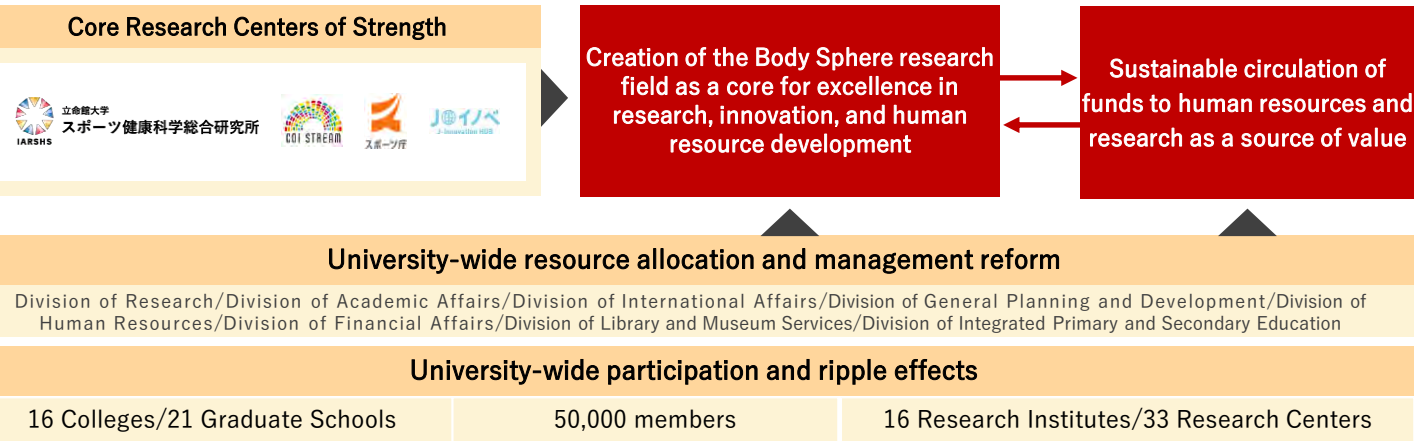 Core Research Centers of Strength
IARSHS
立命館大学
スポーツ健康科学総合研究所
COI STREAM
スポーツ庁
J@イノベ
J-Innovation HUB
Creation of the Body Sphere research
field as a core for excellence in
research, innovation, and human
resource development
Sustainable circulation of
funds to human resources and
research as a source of value
University-wide resource allocation and management reform
Division of Research/Division of Academic Affairs/Division of International Affairs/Division of General Planning and Development/Division of
Human Resources/Division of Financial Affairs/Division of Library and Museum Services/Division of Integrated Primary and Secondary Education
University-wide participation and ripple effects
16 Colleges/21 Graduate Schools
50,000 members
16 Research Institutes/33 Research Centers